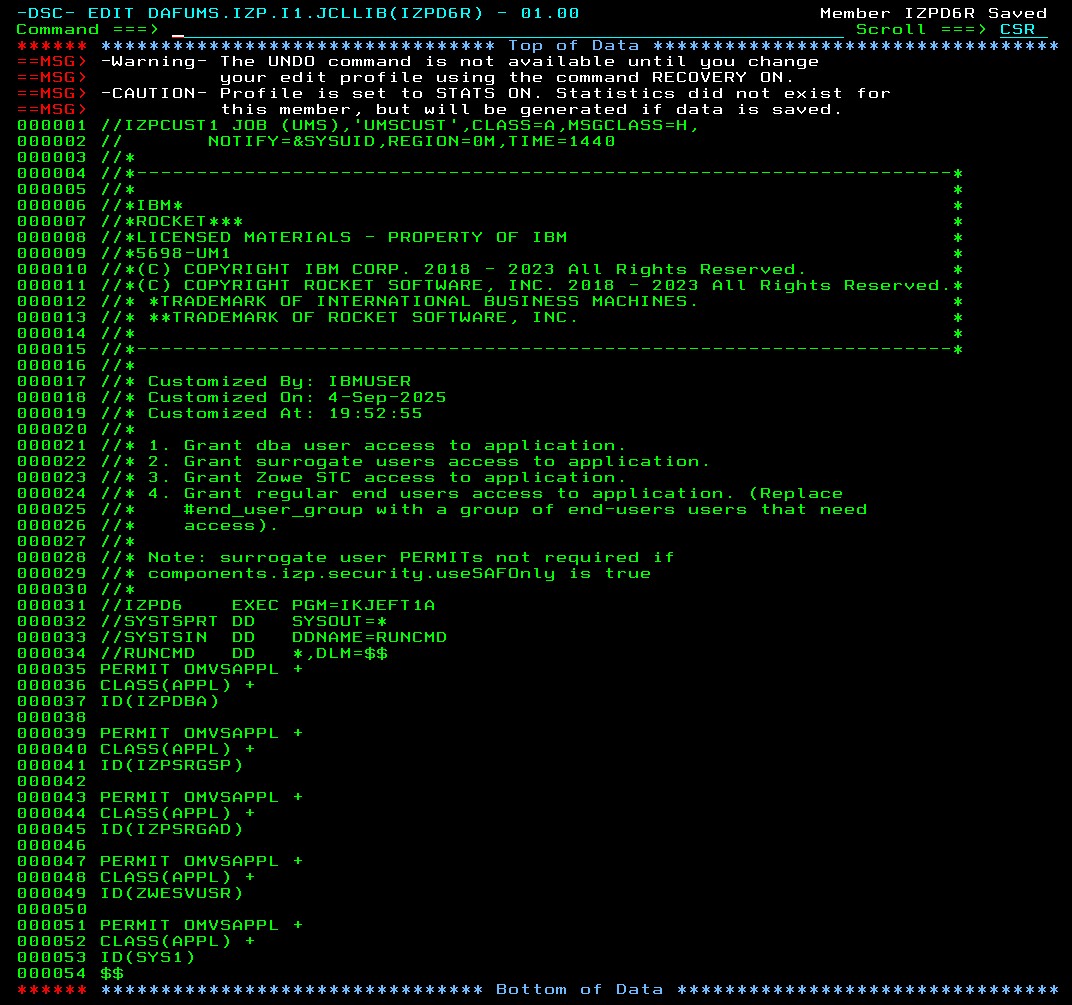 -DSC- EDIT DAFUMS.IZP.I1.JCLLIB(IZPD6R) - 01.00                    Member IZPD6R Saved
Command ===> _                                                        Scroll ===> CSR
****** ********************************* Top of Data **********************************
==MSG> -Warning- The UNDO command is not available until you change
==MSG>           your edit profile using the command RECOVERY ON.
==MSG> -CAUTION- Profile is set to STATS ON. Statistics did not exist for
==MSG>           this member, but will be generated if data is saved.
000001 //IZPCUST1 JOB (UMS),'UMSCUST',CLASS=A,MSGCLASS=H,
000002 //       NOTIFY=&SYSUID,REGION=0M,TIME=1440
000003 //*
000004 //*--------------------------------------------------------------------*
000005 //*                                                                    *
000006 //*IBM*                                                                *
000007 //*ROCKET***                                                           *
000008 //*LICENSED MATERIALS - PROPERTY OF IBM                                *
000009 //*5698-UM1                                                            *
000010 //*(C) COPYRIGHT IBM CORP. 2018 - 2023 All Rights Reserved.            *
000011 //*(C) COPYRIGHT ROCKET SOFTWARE, INC. 2018 - 2023 All Rights Reserved.*
000012 //* *TRADEMARK OF INTERNATIONAL BUSINESS MACHINES.                     *
000013 //* **TRADEMARK OF ROCKET SOFTWARE, INC.                               *
000014 //*                                                                    *
000015 //*--------------------------------------------------------------------*
000016 //*
000017 //* Customized By: IBMUSER
000018 //* Customized On: 4-Sep-2025
000019 //* Customized At: 19:52:55
000020 //*
000021 //* 1. Grant dba user access to application.
000022 //* 2. Grant surrogate users access to application.
000023 //* 3. Grant Zowe STC access to application.
000024 //* 4. Grant regular end users access to application. (Replace
000025 //*    #end_user_group with a group of end-users users that need
000026 //*    access).
000027 //*
000028 //* Note: surrogate user PERMITs not required if
000029 //* components.izp.security.useSAFOnly is true
000030 //*
000031 //IZPD6    EXEC PGM=IKJEFT1A
000032 //SYSTSPRT DD   SYSOUT=*
000033 //SYSTSIN  DD   DDNAME=RUNCMD
000034 //RUNCMD   DD   *,DLM=$$
000035 PERMIT OMVSAPPL +
000036 CLASS(APPL) +
000037 ID(IZPDBA)
000038
000039 PERMIT OMVSAPPL +
000040 CLASS(APPL) +
000041 ID(IZPSRGSP)
000042
000043 PERMIT OMVSAPPL +
000044 CLASS(APPL) +
000045 ID(IZPSRGAD)
000046
000047 PERMIT OMVSAPPL +
000048 CLASS(APPL) +
000049 ID(ZWESVUSR)
000050
000051 PERMIT OMVSAPPL +
000052 CLASS(APPL) +
000053 ID(SYS1)
000054 $$
****** ******************************** Bottom of Data ********************************